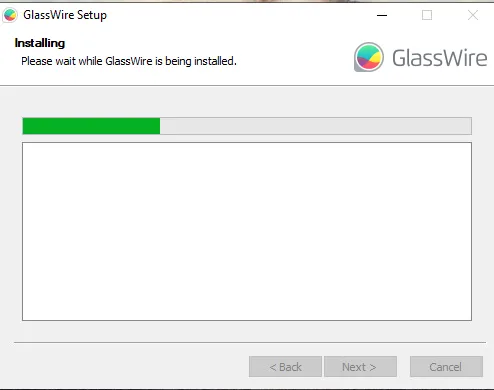 GlassWire Setup
Installing
Please wait while GlassWire is being installed.
GlassWire
< Back
Next >
Cancel